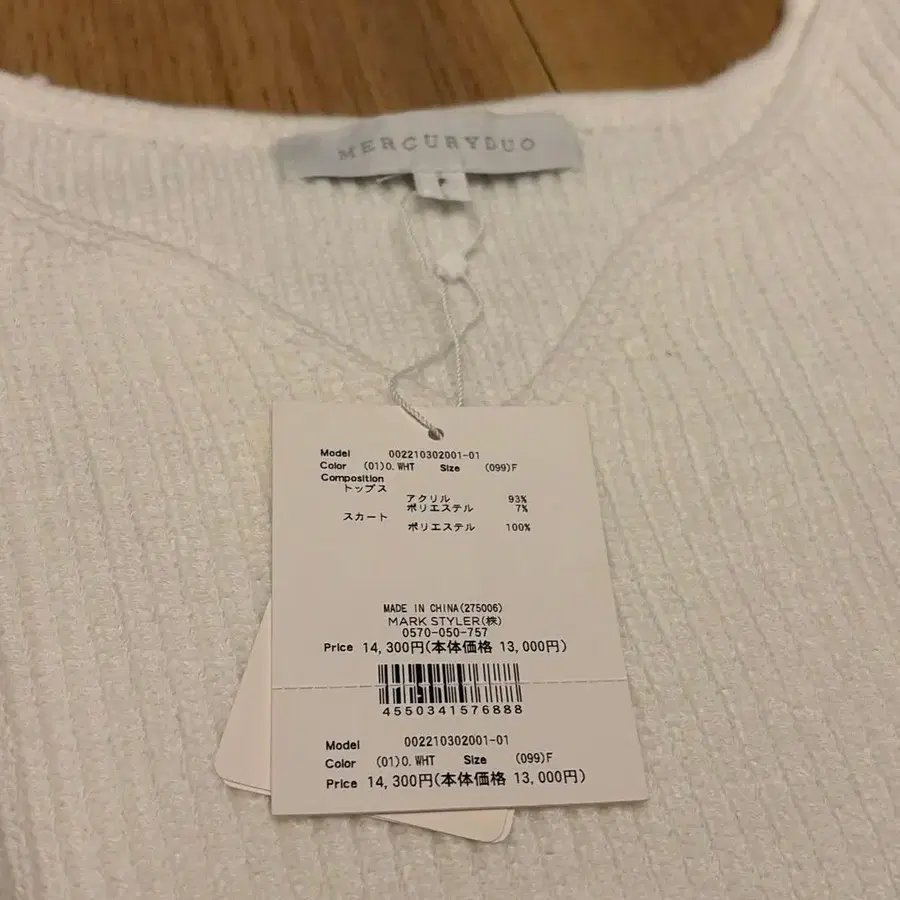 MERCURYDUO
F
Model 002210302001-01
Color (01)O.WHT Size (099)F
Composition
トップス
アクリル 93%
ポリエステル 7%
スカート
ポリエステル 100%
MADE IN CHINA(275006)
MARK STYLER(株)
0570-050-757
Price 14,300円(本体価格 13,000円)
4550341576888
Model 002210302001-01
Color (01)O.WHT Size (099)F
Price 14,300円(本体価格 13,000円)